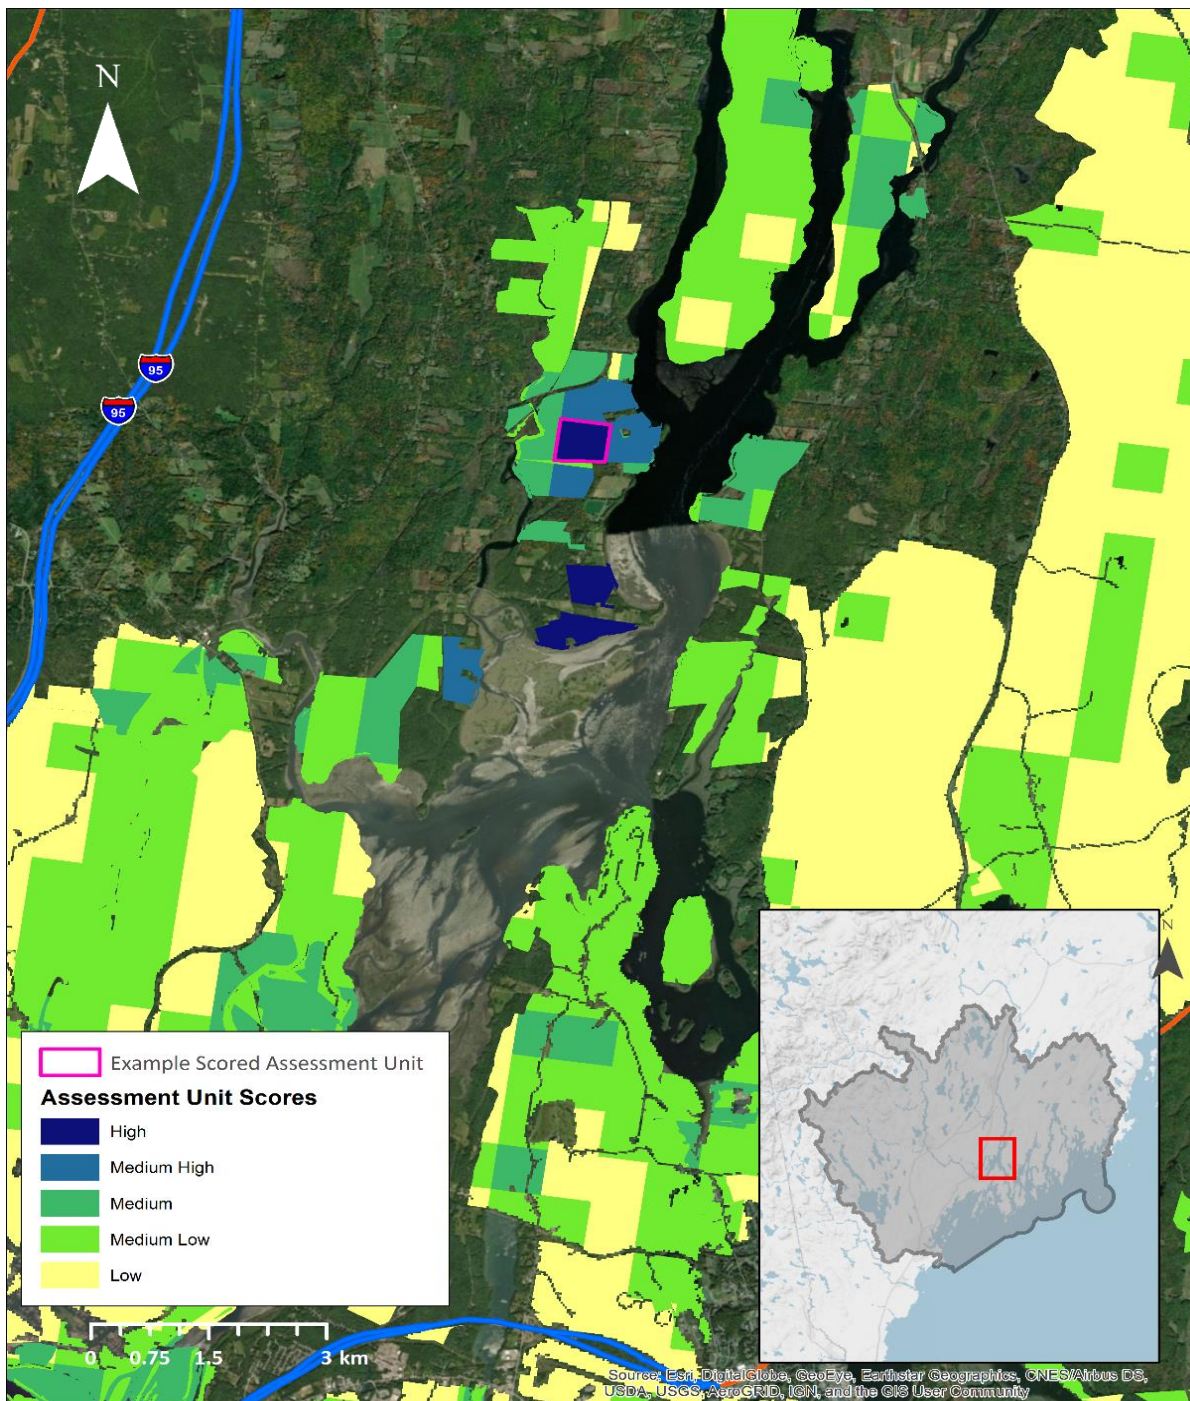 N
95
95
N
Example Scored Assessment Unit
Assessment Unit Scores
High
Medium High
Medium
Medium Low
Low
0 0.75 1.5 3 km
Source: Esri, DigitalGlobe, GeoEye, Earthstar Geographics, CNES/Airbus DS,
USDA, USGS, AeroGRID, IGN, and the GIS User Community